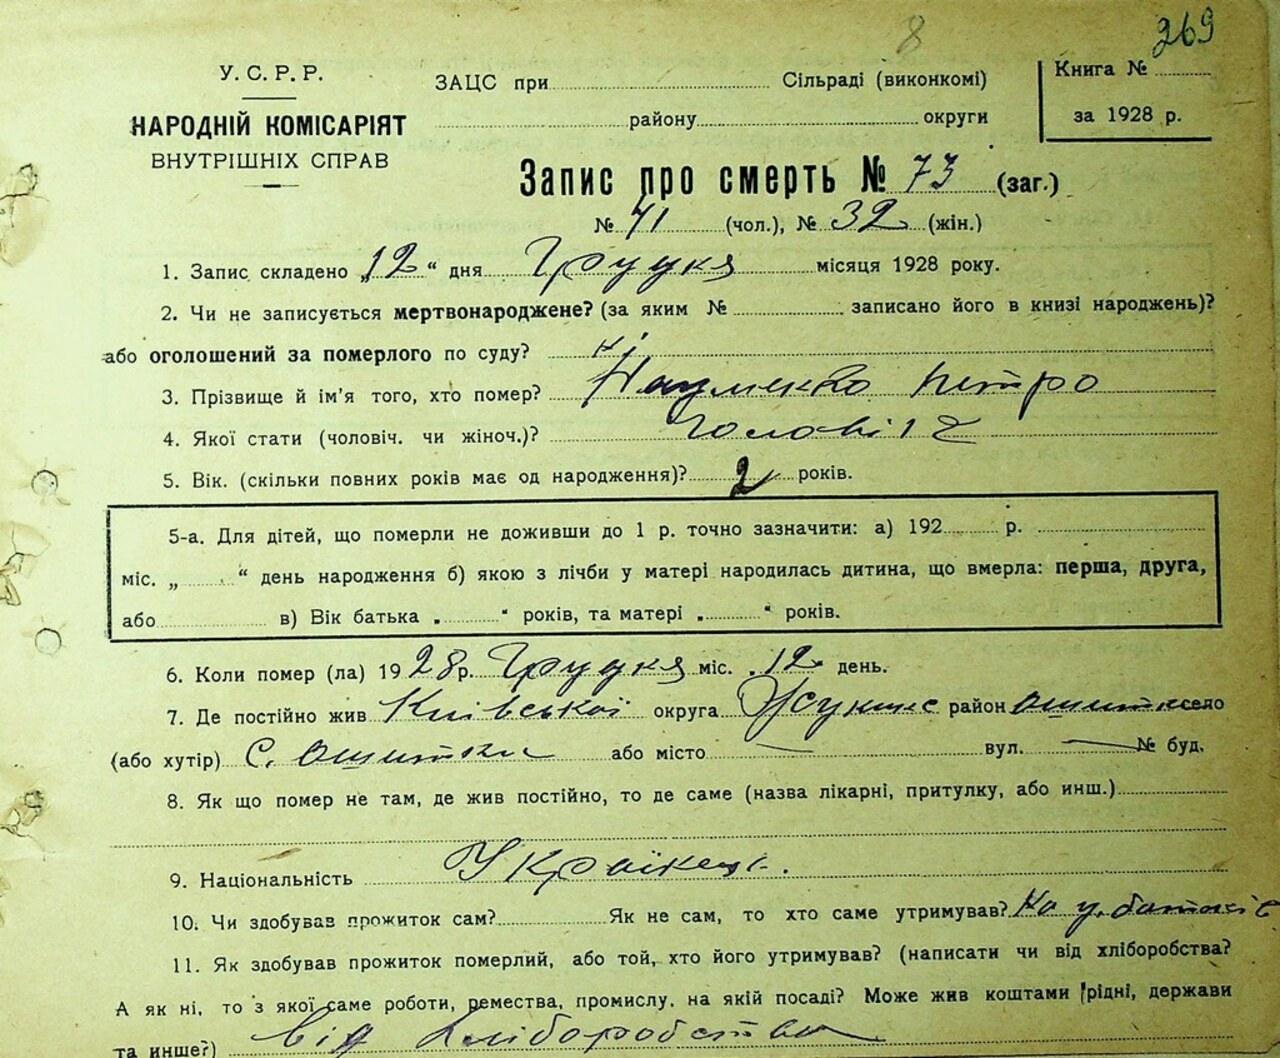 8
269
У. С. Р. Р.
НАРОДНІЙ КОМІСАРІЯТ
ВНУТРІШНІХ СПРАВ
ЗАЦС при Сільраді (виконкомі)
району округи
Книга №
за 1928 р.
Запис про смерть № 73 (заг.)
№ 41 (чол.), № 32 (жін.)
1. Запис складено „12“ дня Грудня місяця 1928 року.
2. Чи не записується мертвонароджене? (за яким № записано його в книзі народжень)?
або оголошений за померлого по суду?
3. Прізвище й ім'я того, хто помер? Науменко Петро
4. Якої стати (чоловіч. чи жіноч.)? Чоловіч
5. Вік. (скільки повних років має од народження)? 2 років.
5-а. Для дітей, що померли не доживши до 1 р. точно зазначити: а) 192 р.
міс. „ “ день народження б) якою з лічби у матері народилась дитина, що вмерла: перша, друга,
або в) Вік батька „ “ років, та матері „ “ років.
6. Коли помер (ла) 1928 р. Грудня міс. 12 день.
7. Де постійно жив Київської округа район село
(або хутір) С. Ошитки або місто — вул. — № буд.
8. Як що помер не там, де жив постійно, то де саме (назва лікарні, притулку, або инш.)
9. Національність Українець.
10. Чи здобував прожиток сам? Як не сам, то хто саме утримував?
11. Як здобував прожиток померлий, або той, хто його утримував? (написати чи від хліборобства?
А як ні, то з якої саме роботи, ремества, промислу, на якій посаді? Може жив коштами рідні, держави
та инше?) від хліборобства